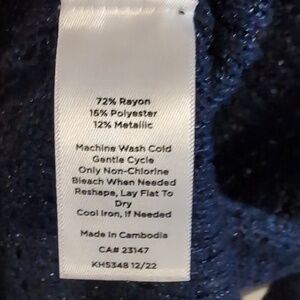 72% Rayon
16% Polyester
12% Metallic
Machine Wash Cold
Gentle Cycle
Only Non-Chlorine
Bleach When Needed
Reshape, Lay Flat To
Dry
Cool Iron, If Needed
Made in Cambodia
CA# 23147
KH5348 12/22